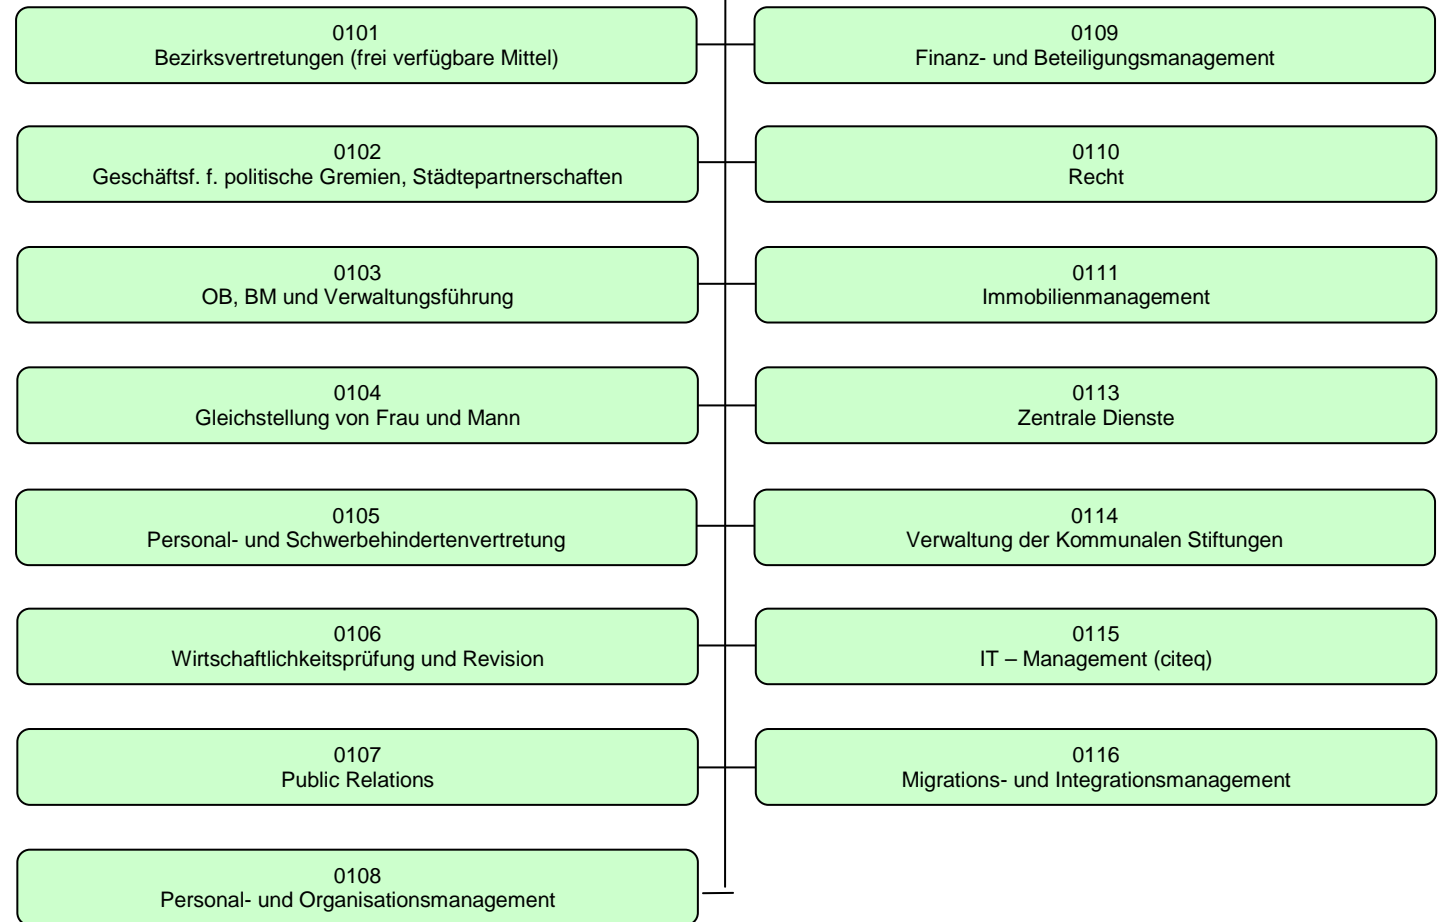 0101
Bezirksvertretungen (frei verfügbare Mittel)
0102
Geschäftsf. f. politische Gremien, Städtepartnerschaften
0103
OB, BM und Verwaltungsführung
0104
Gleichstellung von Frau und Mann
0105
Personal- und Schwerbehindertenvertretung
0106
Wirtschaftlichkeitsprüfung und Revision
0107
Public Relations
0108
Personal- und Organisationsmanagement
0109
Finanz- und Beteiligungsmanagement
0110
Recht
0111
Immobilienmanagement
0113
Zentrale Dienste
0114
Verwaltung der Kommunalen Stiftungen
0115
IT – Management (citeq)
0116
Migrations- und Integrationsmanagement